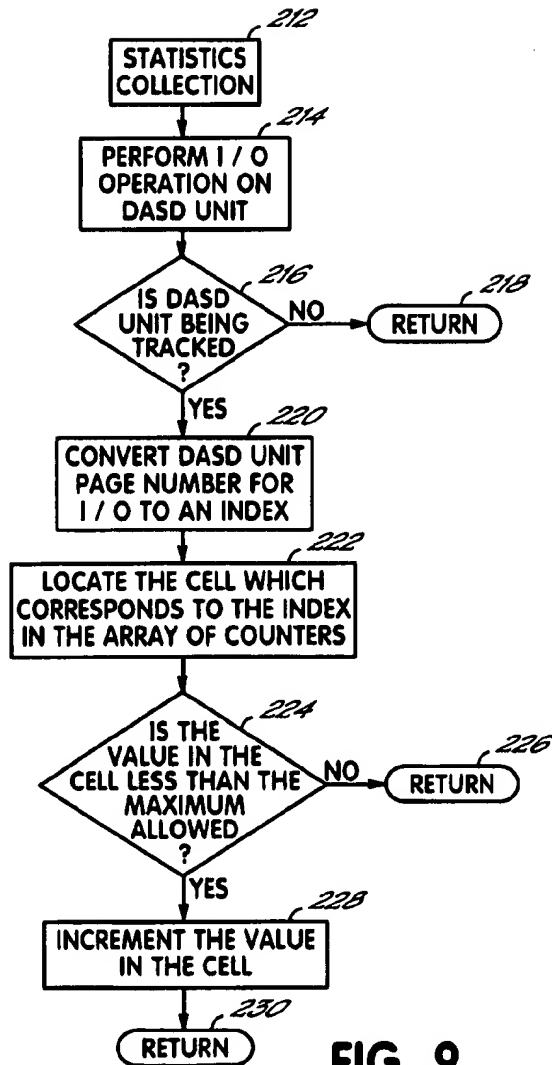 212
STATISTICS
COLLECTION
214
PERFORM I / O
OPERATION ON
DASD UNIT
216
IS DASD
UNIT BEING
TRACKED
?
NO
218
RETURN
YES
220
CONVERT DASD UNIT
PAGE NUMBER FOR
I / O TO AN INDEX
222
LOCATE THE CELL WHICH
CORRESPONDS TO THE INDEX
IN THE ARRAY OF COUNTERS
224
IS THE
VALUE IN THE
CELL LESS THAN THE
MAXIMUM
ALLOWED
?
NO
226
RETURN
YES
228
INCREMENT THE VALUE
IN THE CELL
230
RETURN
FIG. 9